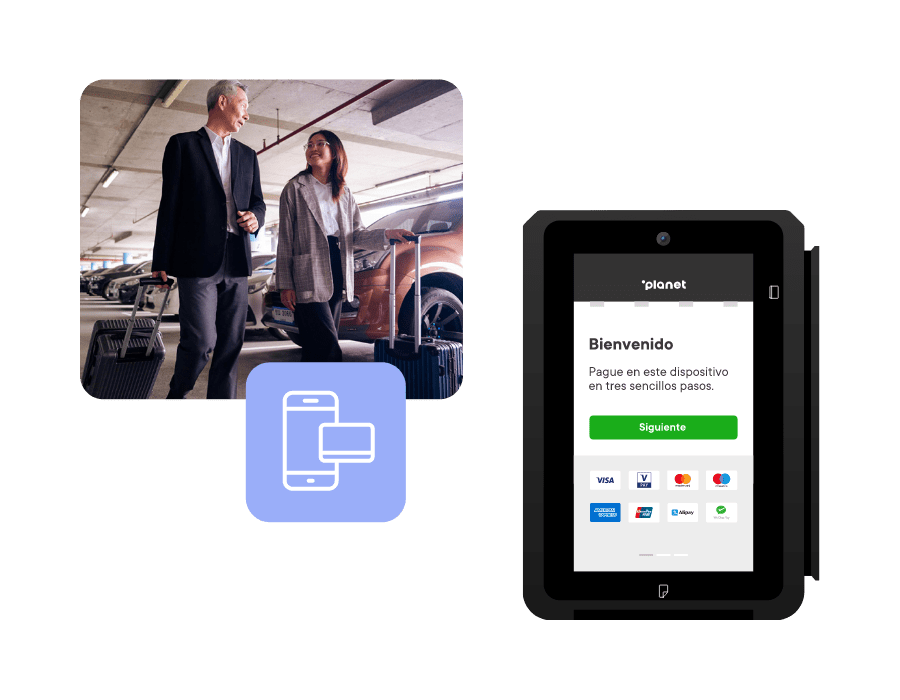 planet
Bienvenido
Pague en este dispositivo
en tres sencillos pasos.
Siguiente
VISA
V
PAY
Alipay